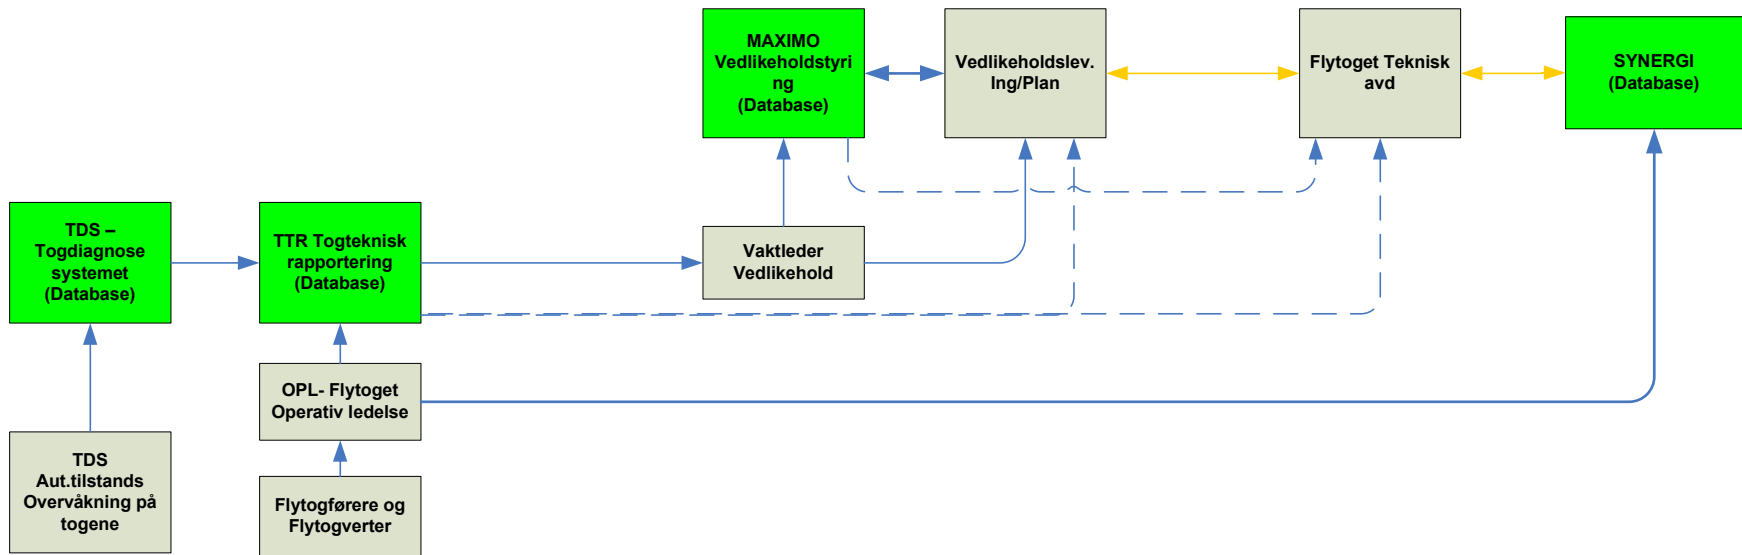 MAXIMO
Vedlikeholdstyri
ng
(Database)
Vedlikeholdslev.
Ing/Plan
Flytoget Teknisk
avd
SYNERGI
(Database)
TDS –
Togdiagnose
systemet
(Database)
TTR Togteknisk
rapportering
(Database)
Vaktleder
Vedlikehold
OPL- Flytoget
Operativ ledelse
TDS
Aut.tilstands
Overvåkning på
togene
Flytogførere og
Flytogverter